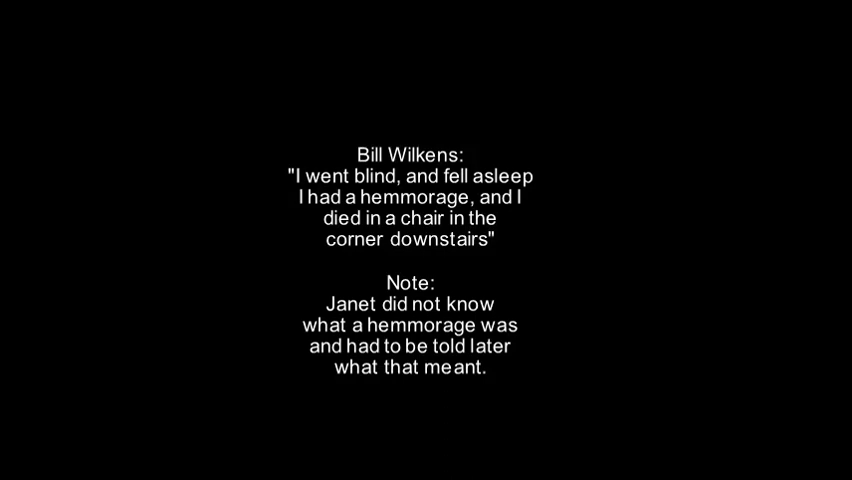 Bill Wilkens:
"I went blind, and fell asleep
I had a hemmorage, and I
died in a chair in the
corner downstairs"
Note:
Janet did not know
what a hemmorage was
and had to be told later
what that meant.